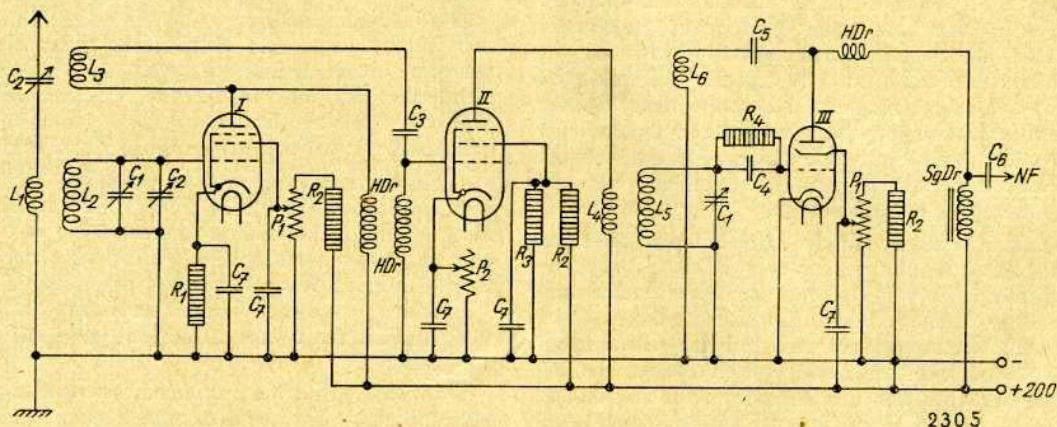 C2
L3
I
C3
II
L6
C5
HDr
III
R4
C4
L1
L2
C1
C2
P1
R2
HDr
HDr
L4
L5
C1
P1
R2
SgDr
C6
NF
R1
C7
C7
P2
C7
C7
R3
R2
C7
-
+200
2305